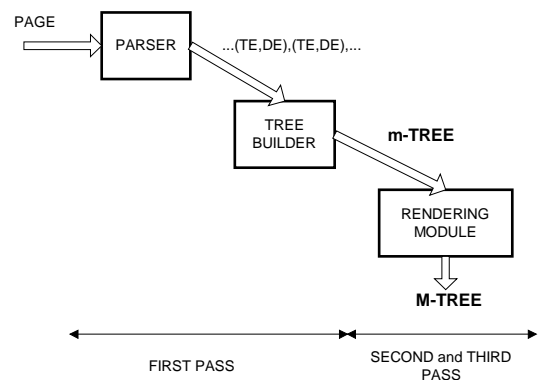 PAGE
PARSER
...(TE,DE),(TE,DE),...
TREE
BUILDER
m-TREE
RENDERING
MODULE
M-TREE
FIRST PASS
SECOND and THIRD
PASS